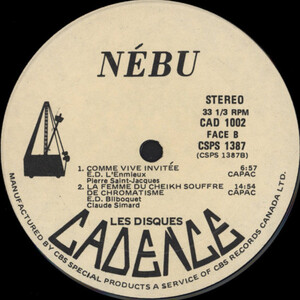 NÉBU
STEREO
33 1/3 RPM
CAD 1002
FACE B
CSPS 1387
(CSPS 1387B)
1. COMME VIVE INVITÉE 6:57
E.D. L'Enmieux CAPAC
Pierre Saint-Jacques
2. LA FEMME DU CHEIKH SOUFFRE 14:54
DE CHROMATISME CAPAC
E.D. Bilboquet
Claude Simard
LES DISQUES
CADENCE
MANUFACTURED BY CBS SPECIAL PRODUCTS A SERVICE OF CBS RECORDS CANADA LTD.